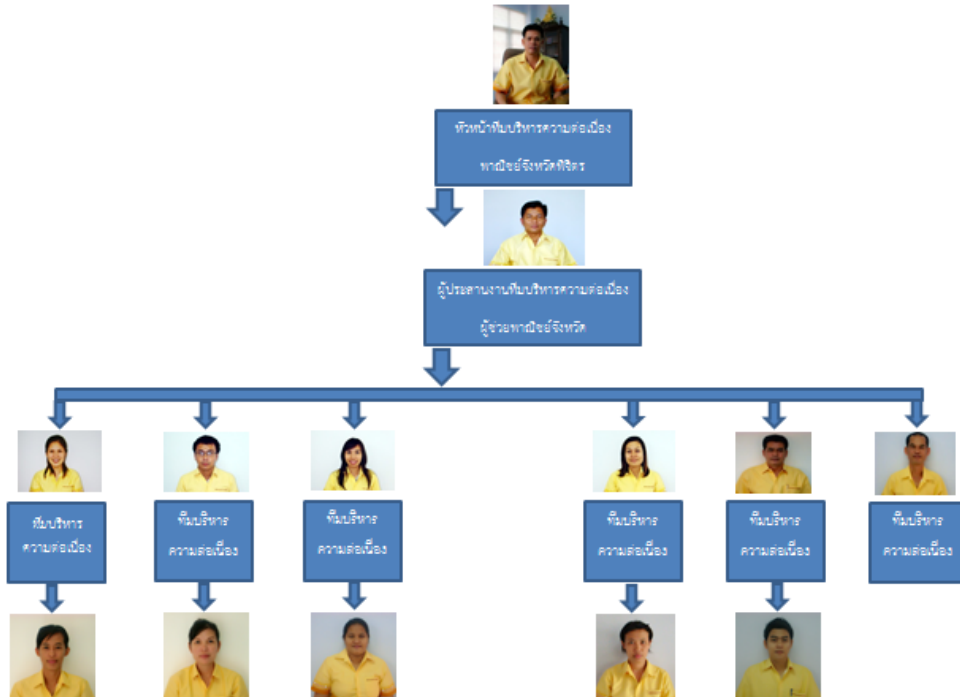 หัวหน้าทีมบริหารความต่อเนื่อง
พาณิชย์จังหวัดพิจิตร
ผู้ประสานงานทีมบริหารความต่อเนื่อง
ผู้ช่วยพาณิชย์จังหวัด
ทีมบริหาร
ความต่อเนื่อง
ทีมบริหาร
ความต่อเนื่อง
ทีมบริหาร
ความต่อเนื่อง
ทีมบริหาร
ความต่อเนื่อง
ทีมบริหาร
ความต่อเนื่อง
ทีมบริหาร
ความต่อเนื่อง